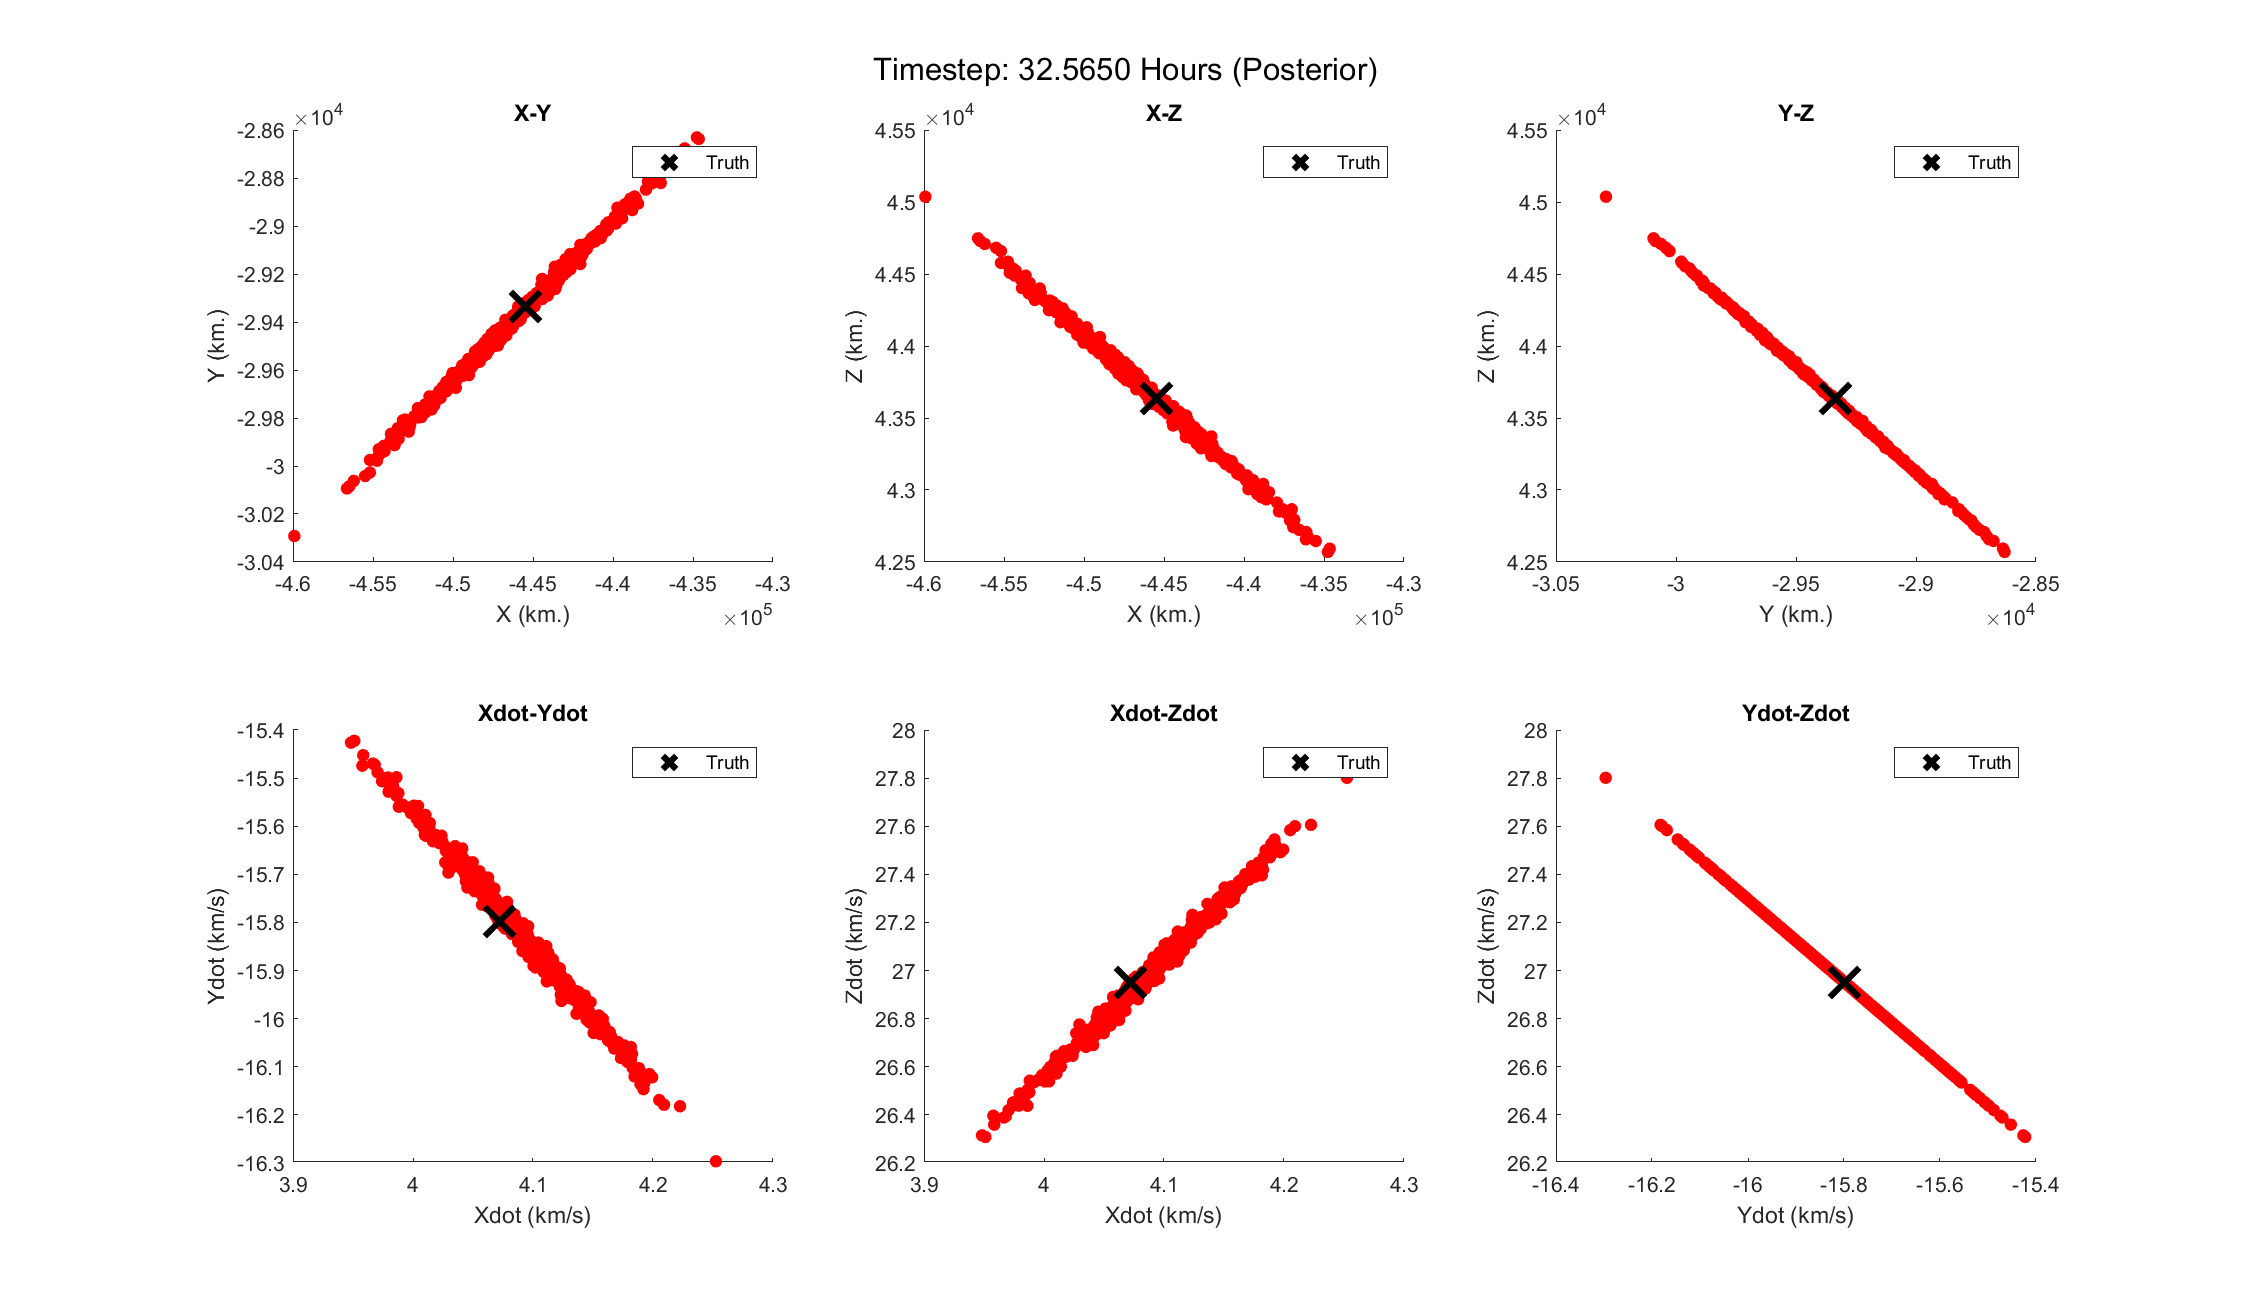 Timestep: 32.5650 Hours (Posterior)
X-Y
×10^4
-2.86
-2.88
-2.9
-2.92
-2.94
-2.96
-2.98
-3
-3.02
-3.04
Y (km.)
Truth
-4.6 -4.55 -4.5 -4.45 -4.4 -4.35 -4.3
X (km.)
×10^5
X-Z
×10^4
4.55
4.5
4.45
4.4
4.35
4.3
4.25
Z (km.)
Truth
-4.6 -4.55 -4.5 -4.45 -4.4 -4.35 -4.3
X (km.)
×10^5
Y-Z
×10^4
4.55
4.5
4.45
4.4
4.35
4.3
4.25
Z (km.)
Truth
-3.05 -3 -2.95 -2.9 -2.85
Y (km.)
×10^4
Xdot-Ydot
-15.4
-15.5
-15.6
-15.7
-15.8
-15.9
-16
-16.1
-16.2
-16.3
Ydot (km/s)
Truth
3.9 4 4.1 4.2 4.3
Xdot (km/s)
Xdot-Zdot
28
27.8
27.6
27.4
27.2
27
26.8
26.6
26.4
26.2
Zdot (km/s)
Truth
3.9 4 4.1 4.2 4.3
Xdot (km/s)
Ydot-Zdot
28
27.8
27.6
27.4
27.2
27
26.8
26.6
26.4
26.2
Zdot (km/s)
Truth
-16.4 -16.2 -16 -15.8 -15.6 -15.4
Ydot (km/s)